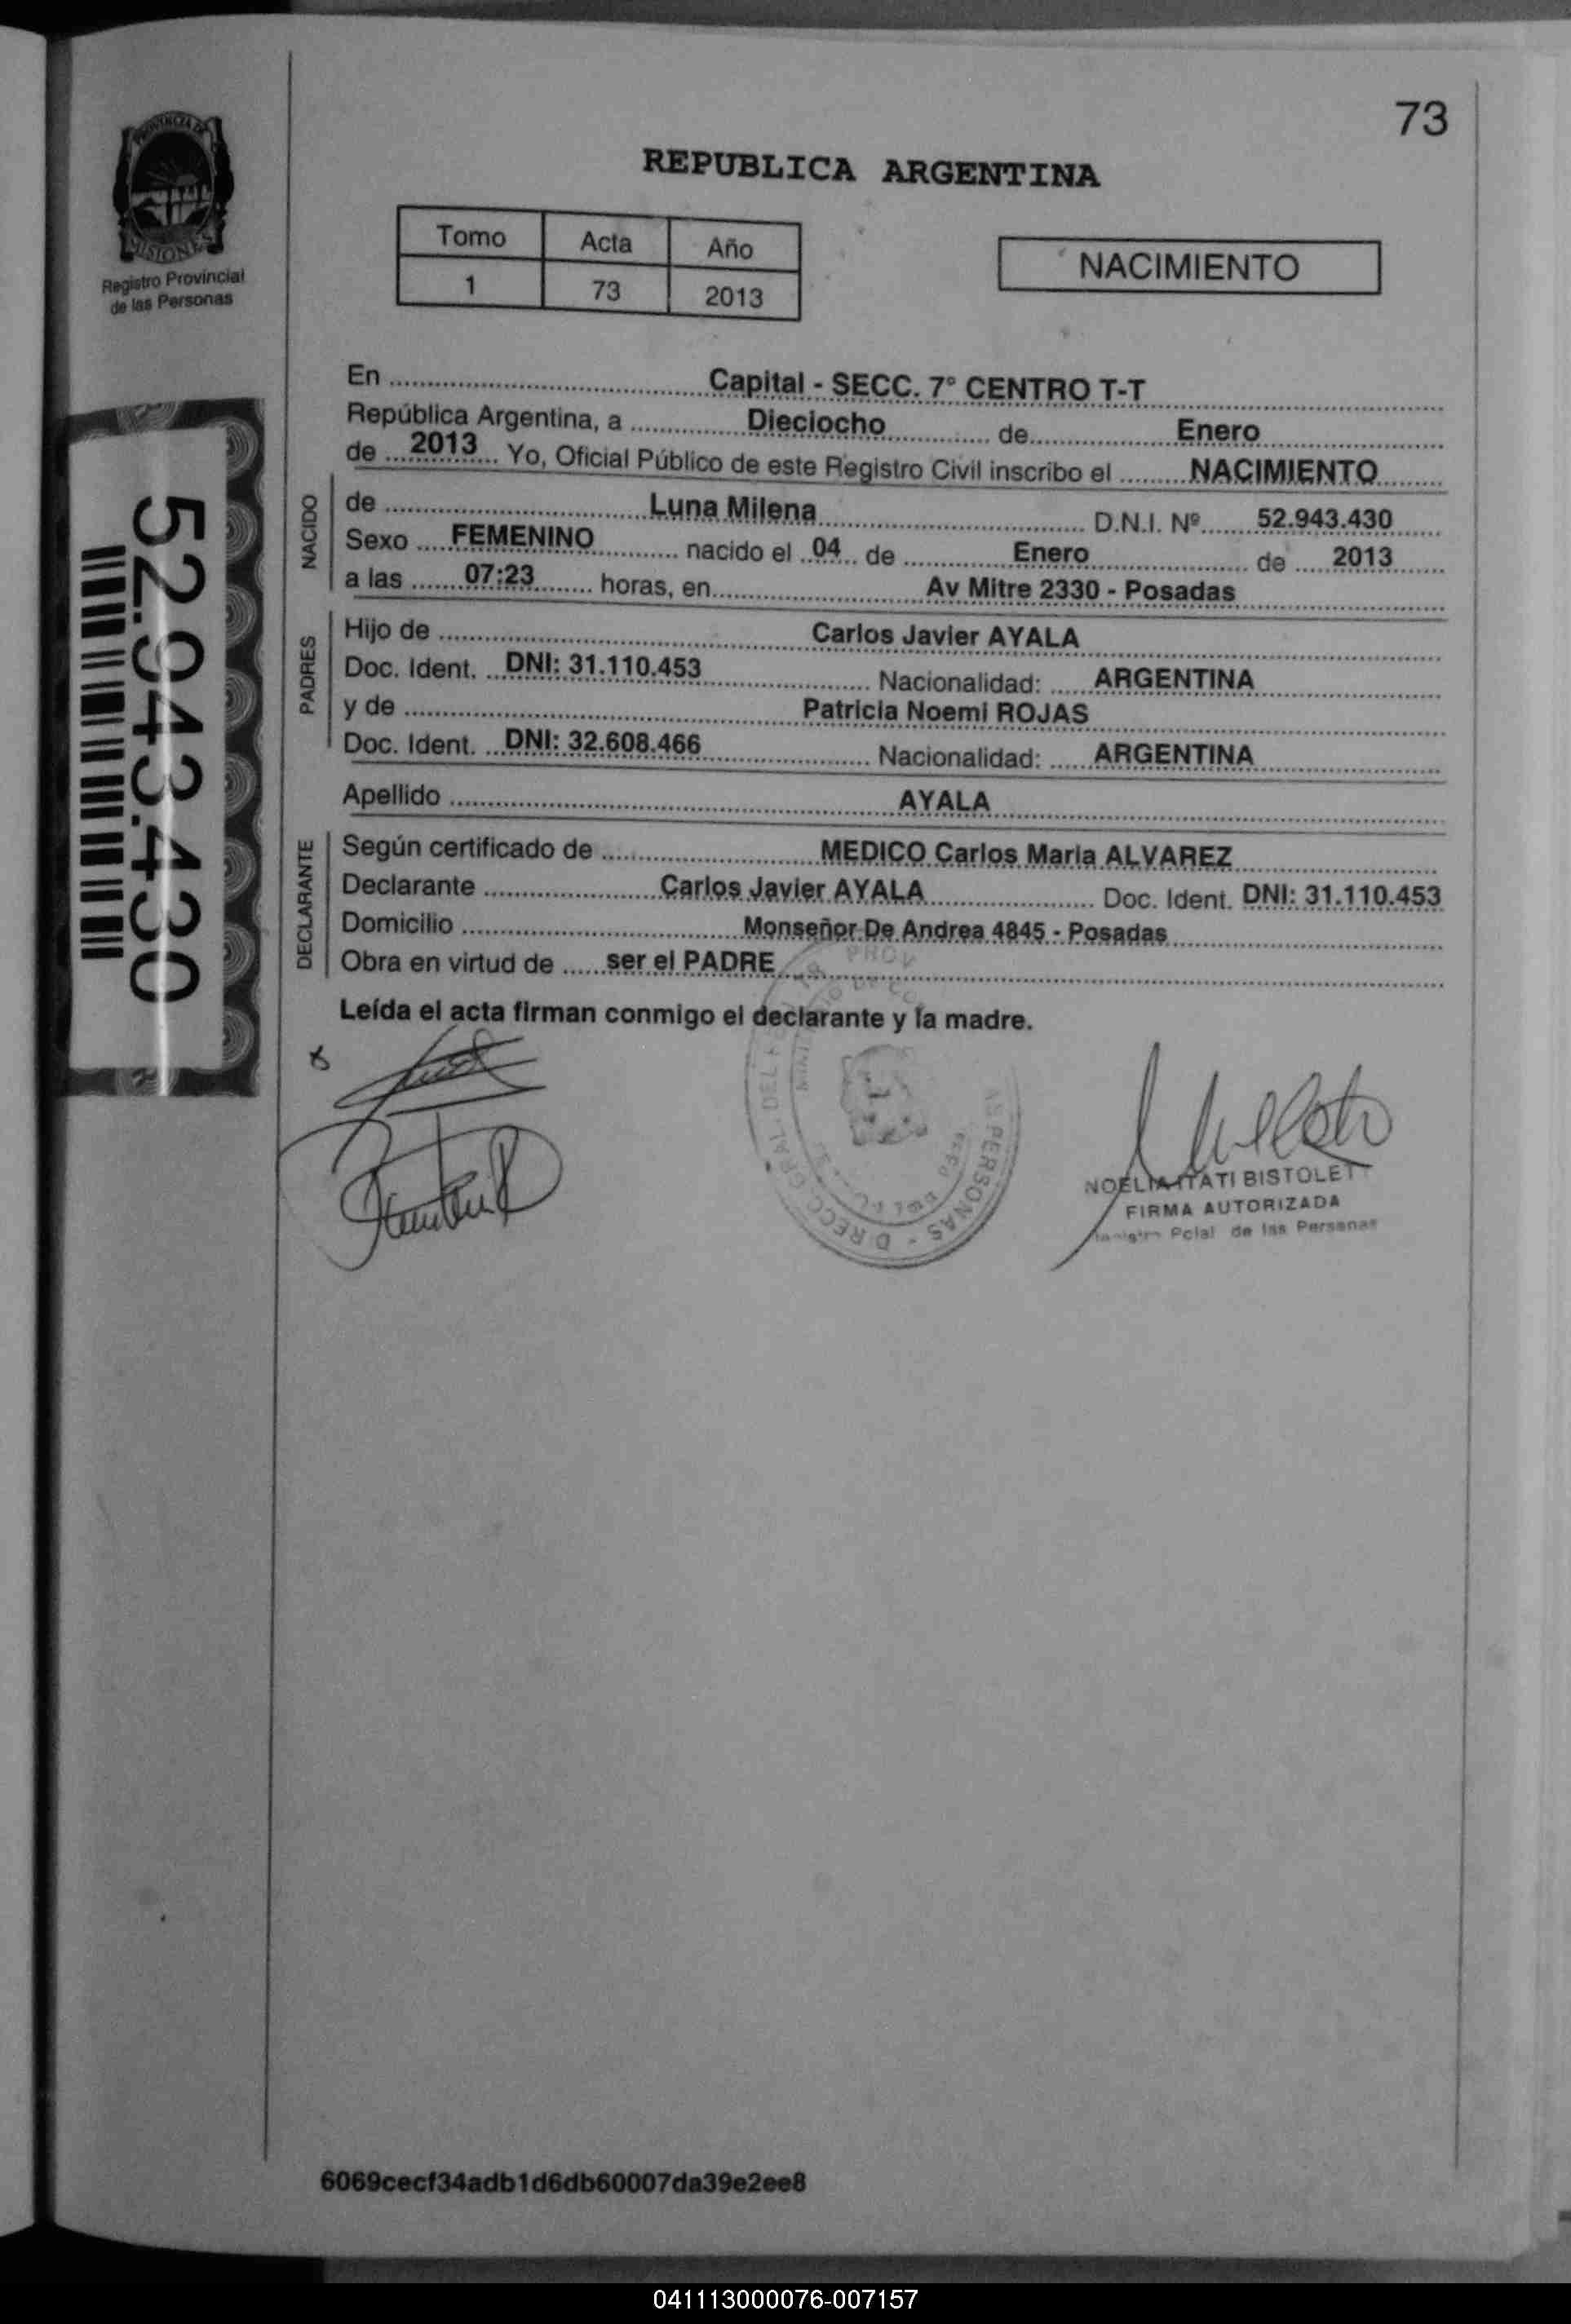 73
PROVINCIA DE
MISIONES
Registro Provincial
de las Personas
REPUBLICA ARGENTINA
Tomo Acta Año
1 73 2013
NACIMIENTO
52.943.430
En Capital - SECC. 7° CENTRO T-T
República Argentina, a Dieciocho de Enero
de 2013 Yo, Oficial Público de este Registro Civil inscribo el NACIMIENTO
NACIDO
de Luna Milena D.N.I. Nº 52.943.430
Sexo FEMENINO nacido el 04 de Enero de 2013
a las 07:23 horas, en Av Mitre 2330 - Posadas
PADRES
Hijo de Carlos Javier AYALA
Doc. Ident. DNI: 31.110.453 Nacionalidad: ARGENTINA
y de Patricia Noemi ROJAS
Doc. Ident. DNI: 32.608.466 Nacionalidad: ARGENTINA
Apellido AYALA
DECLARANTE
Según certificado de MEDICO Carlos Maria ALVAREZ
Declarante Carlos Javier AYALA Doc. Ident. DNI: 31.110.453
Domicilio Monseñor De Andrea 4845 - Posadas
Obra en virtud de ser el PADRE
Leída el acta firman conmigo el declarante y la madre.
NOELIA ITATI BISTOLET
FIRMA AUTORIZADA
de las Personas
6069cecf34adb1d6db60007da39e2ee8
041113000076-007157